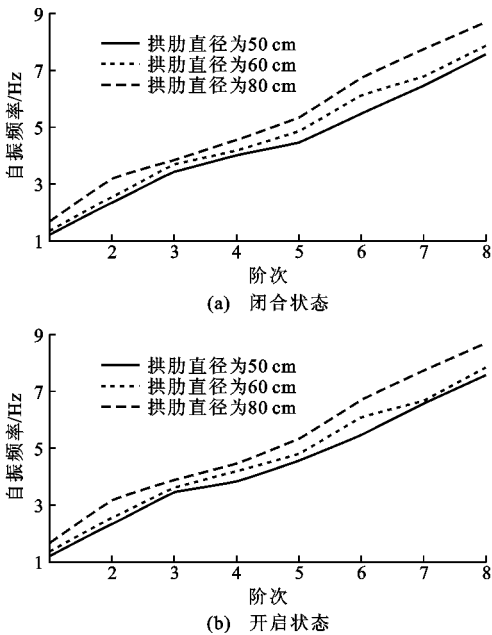 9
拱肋直径为50 cm
拱肋直径为60 cm
7
拱肋直径为80 cm
自振频率/Hz
5
3
1
2 3 4 5 6 7 8
阶次
(a) 闭合状态
9
拱肋直径为50 cm
拱肋直径为60 cm
7
拱肋直径为80 cm
自振频率/Hz
5
3
1
2 3 4 5 6 7 8
阶次
(b) 开启状态